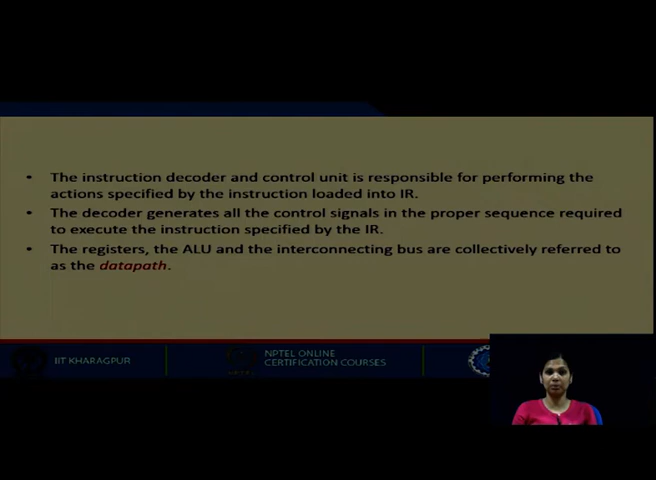 • The instruction decoder and control unit is responsible for performing the
actions specified by the instruction loaded into IR.
• The decoder generates all the control signals in the proper sequence required
to execute the instruction specified by the IR.
• The registers, the ALU and the interconnecting bus are collectively referred to
as the datapath.
IIT KHARAGPUR
NPTEL ONLINE
CERTIFICATION COURSES